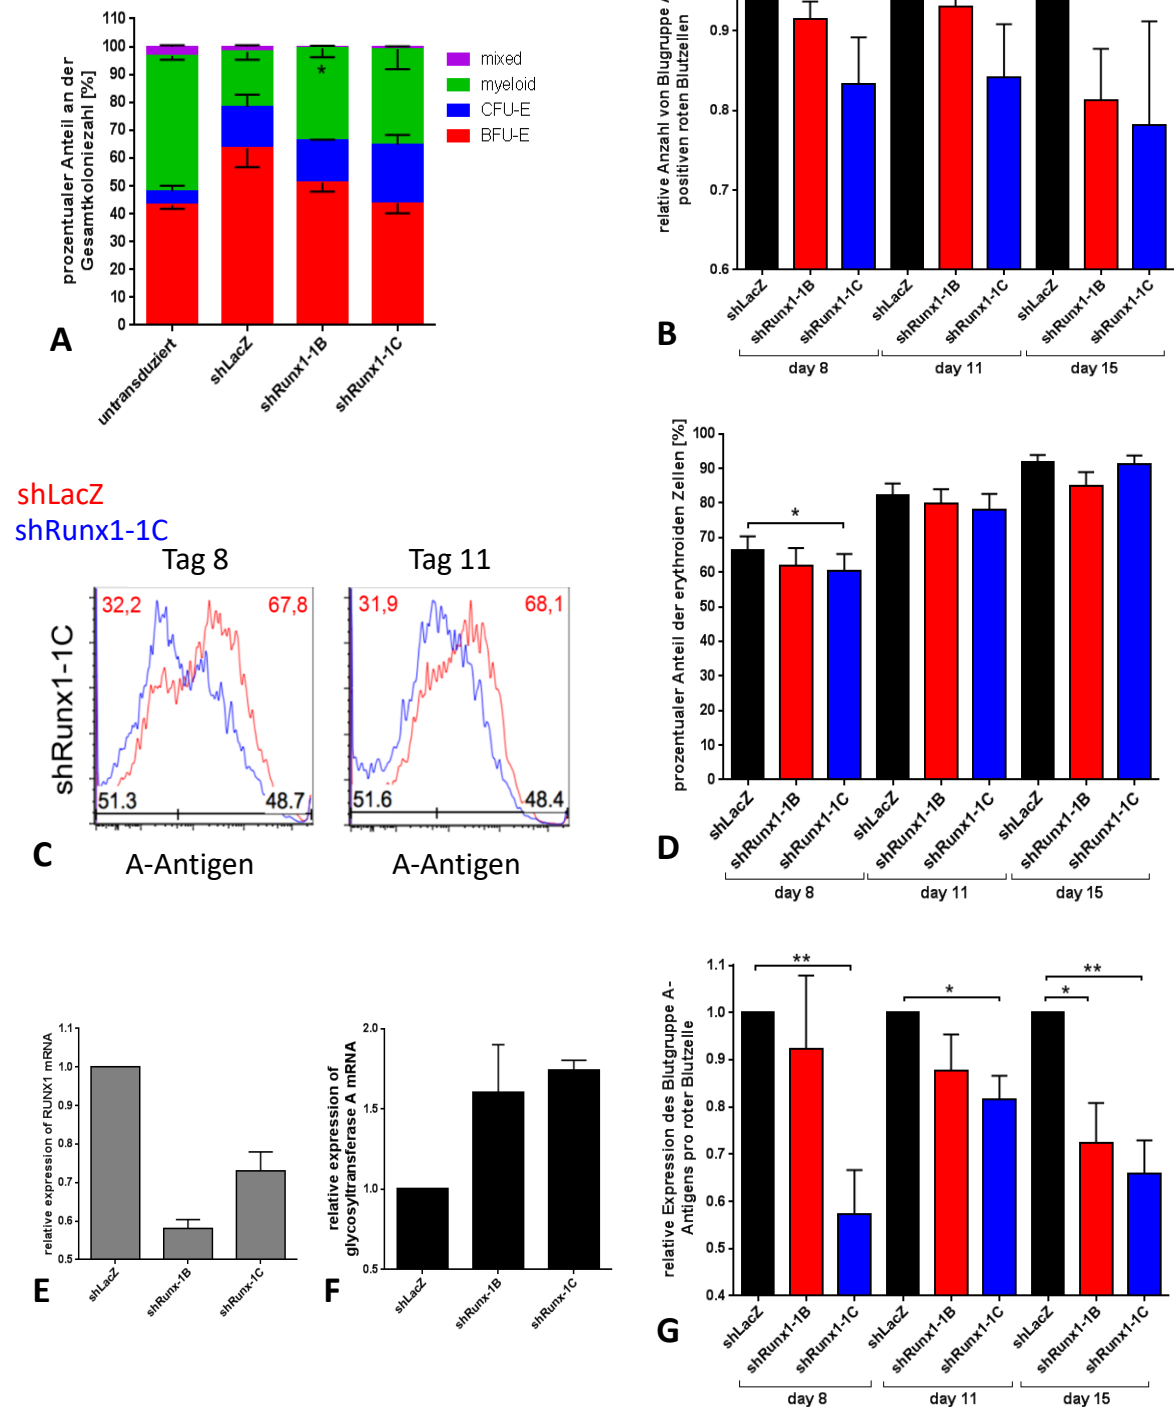 prozentualer Anteil an der
Gesamtkoloniezahl [%]
110
100
90
80
70
60
50
40
30
20
10
0
*
untransduziert
shLacZ
shRunx1-1B
shRunx1-1C
mixed
myeloid
CFU-E
BFU-E
A
relative Anzahl von Blugruppe
positiven roten Blutzellen
0.9
0.8
0.7
0.6
shLacZ
shRunx1-1B
shRunx1-1C
shLacZ
shRunx1-1B
shRunx1-1C
shLacZ
shRunx1-1B
shRunx1-1C
day 8
day 11
day 15
B
shLacZ
shRunx1-1C
Tag 8
Tag 11
shRunx1-1C
32,2
67,8
51.3
48.7
31,9
68,1
51.6
48.4
A-Antigen
A-Antigen
C
prozentualer Anteil der erythroiden Zellen [%]
100
90
80
70
60
50
40
30
20
10
0
*
shLacZ
shRunx1-1B
shRunx1-1C
shLacZ
shRunx1-1B
shRunx1-1C
shLacZ
shRunx1-1B
shRunx1-1C
day 8
day 11
day 15
D
relative expression of RUNX1 mRNA
1.1
1.0
0.9
0.8
0.7
0.6
0.5
shLacZ
shRunx-1B
shRunx-1C
E
relative expression of
glycosyltransferase A mRNA
2.0
1.5
1.0
0.5
shLacZ
shRunx-1B
shRunx-1C
F
relative Expression des Blutgruppe A-
Antigens pro roter Blutzelle
1.1
1.0
0.9
0.8
0.7
0.6
0.5
0.4
**
*
**
*
shLacZ
shRunx1-1B
shRunx1-1C
shLacZ
shRunx1-1B
shRunx1-1C
shLacZ
shRunx1-1B
shRunx1-1C
day 8
day 11
day 15
G